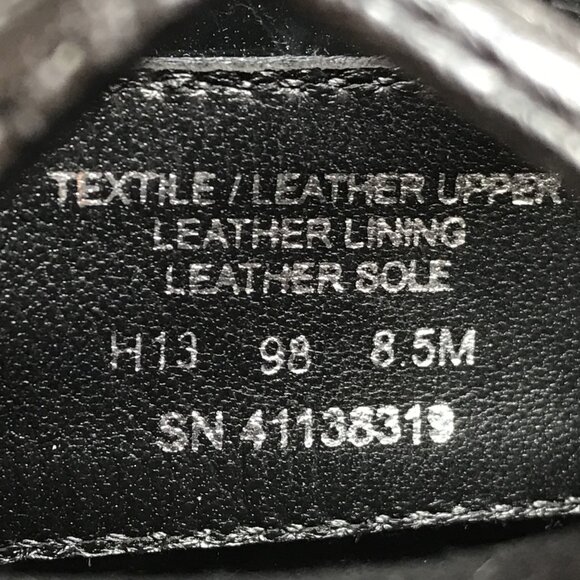 TEXTILE / LEATHER UPPER
LEATHER LINING
LEATHER SOLE
H13 98 8.5M
SN 41138319